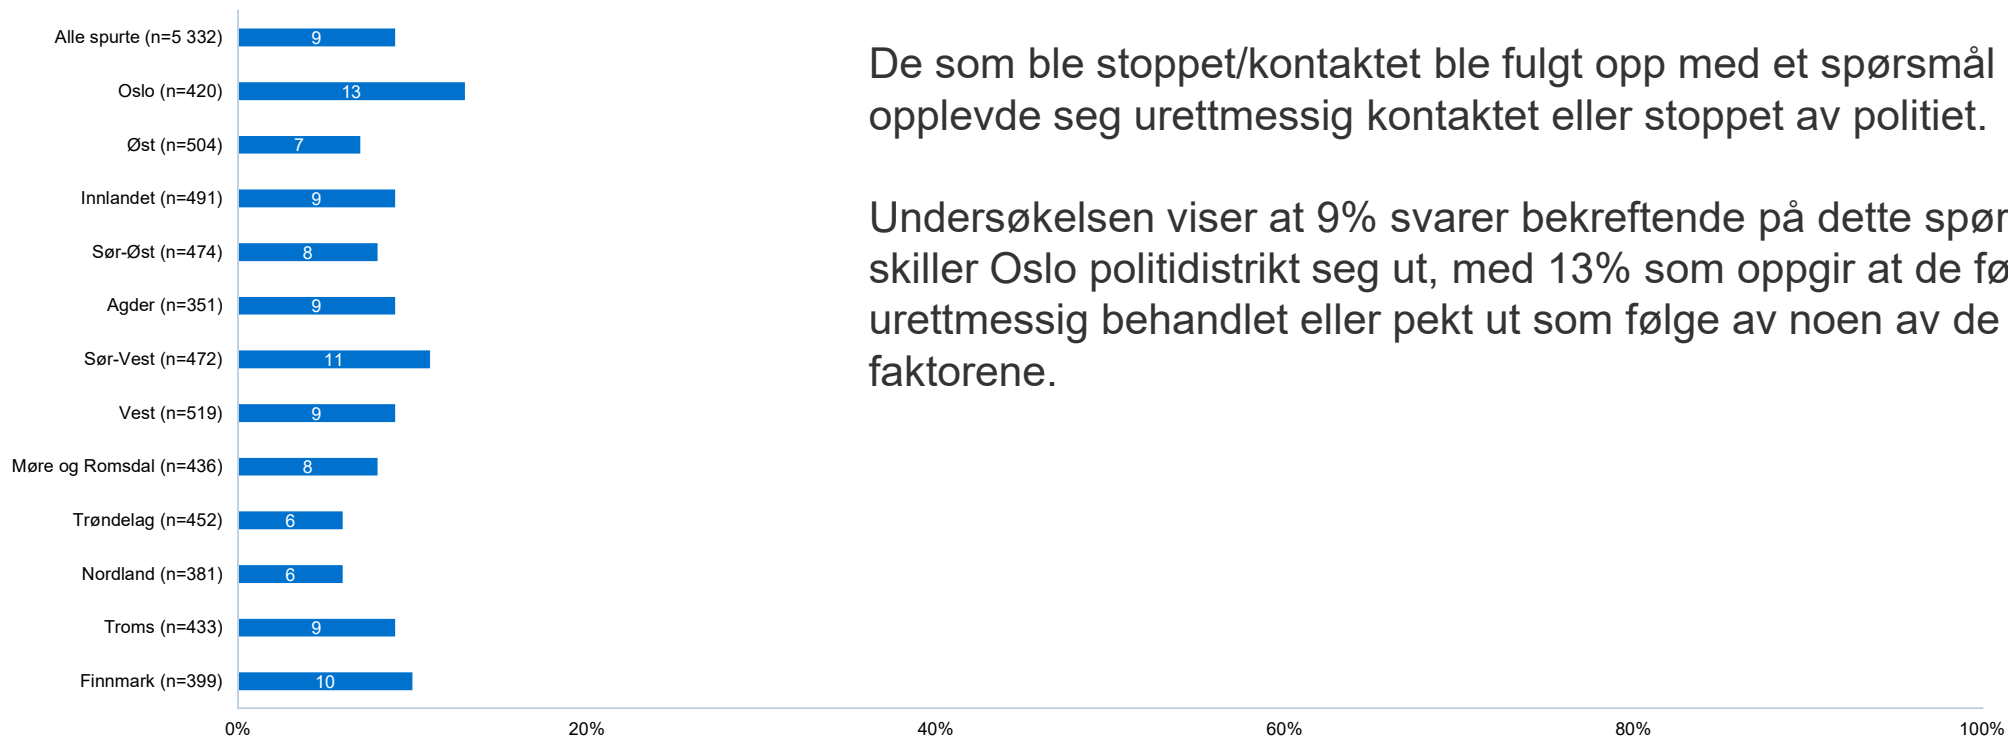 Alle spurte (n=5 332) 9
Oslo (n=420) 13
Øst (n=504) 7
Innlandet (n=491) 9
Sør-Øst (n=474) 8
Agder (n=351) 9
Sør-Vest (n=472) 11
Vest (n=519) 9
Møre og Romsdal (n=436) 8
Trøndelag (n=452) 6
Nordland (n=381) 6
Troms (n=433) 9
Finnmark (n=399) 10
0% 20% 40% 60% 80% 100%
De som ble stoppet/kontaktet ble fulgt opp med et spørsmål
opplevde seg urettmessig kontaktet eller stoppet av politiet.
Undersøkelsen viser at 9% svarer bekreftende på dette
skiller Oslo politidistrikt seg ut, med 13% som oppgir at de
urettmessig behandlet eller pekt ut som følge av noen av de
faktorene.